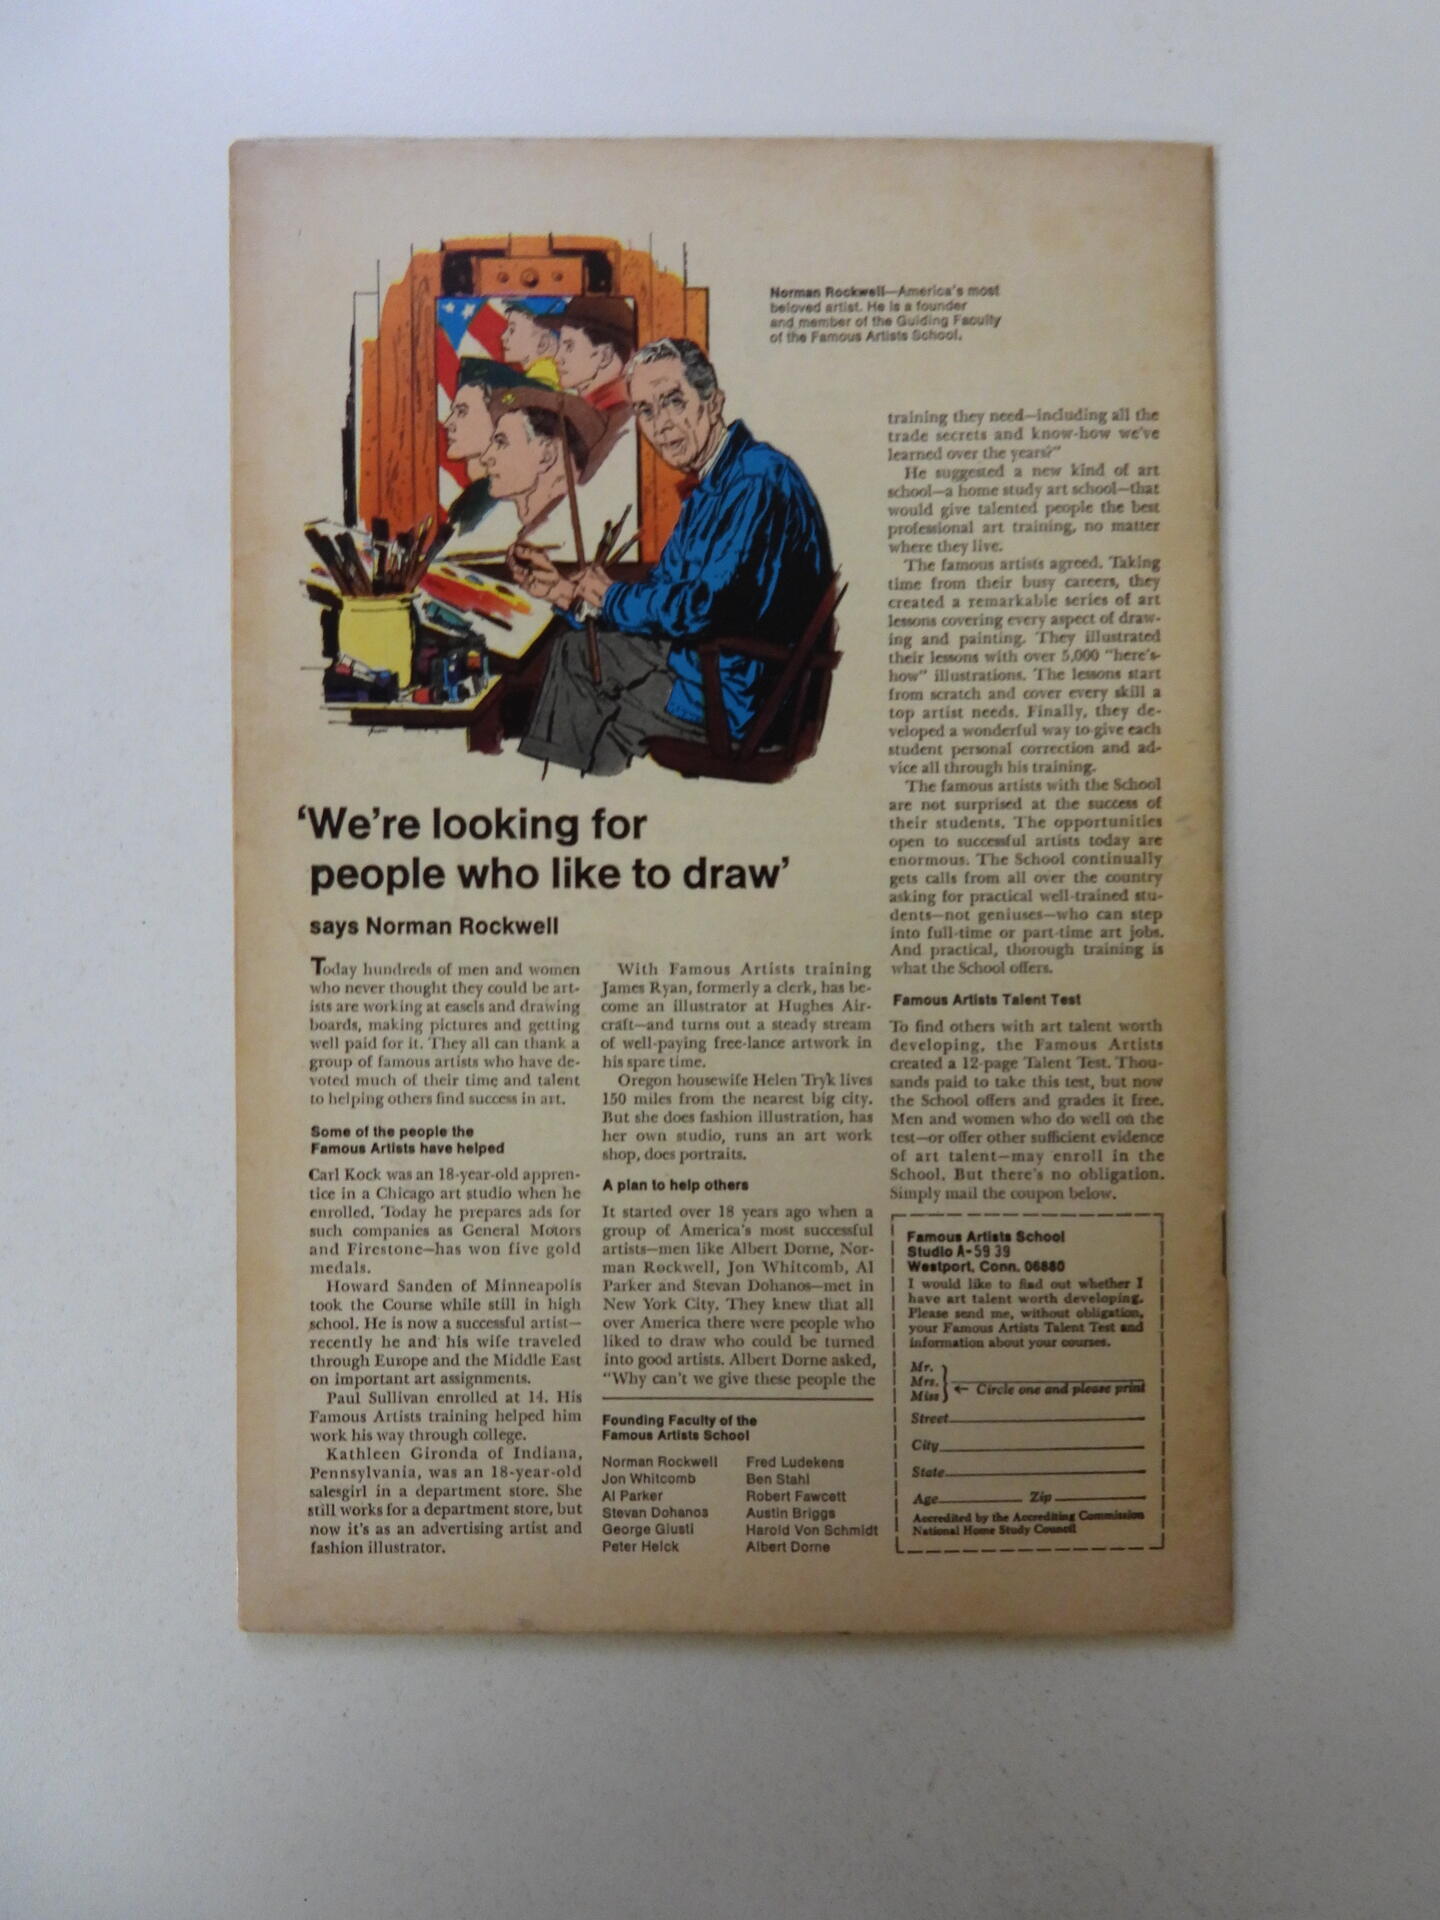 Norman Rockwell—America's most
beloved artist. He is a founder
and member of the Guiding Faculty
of the Famous Artists School.
'We're looking for
people who like to draw'
says Norman Rockwell
Today hundreds of men and women
who never thought they could be art-
ists are working at easels and drawing
boards, making pictures and getting
well paid for it. They all can thank a
group of famous artists who have de-
voted much of their time and talent
to helping others find success in art.
Some of the people the
Famous Artists have helped
Carl Kock was an 18-year-old appren-
tice in a Chicago art studio when he
enrolled. Today he prepares ads for
such companies as General Motors
and Firestone—has won five gold
medals.
Howard Sanden of Minneapolis
took the Course while still in high
school. He is now a successful artist—
recently he and his wife traveled
through Europe and the Middle East
on important art assignments.
Paul Sullivan enrolled at 14. His
Famous Artists training helped him
work his way through college.
Kathleen Gironda of Indiana,
Pennsylvania, was an 18-year-old
salesgirl in a department store. She
still works for a department store, but
now it's as an advertising artist and
fashion illustrator.
With Famous Artists training
James Ryan, formerly a clerk, has be-
come an illustrator at Hughes Air-
craft—and turns out a steady stream
of well-paying free-lance artwork in
his spare time.
Oregon housewife Helen Tryk lives
150 miles from the nearest big city.
But she does fashion illustration, has
her own studio, runs an art work
shop, does portraits.
A plan to help others
It started over 18 years ago when a
group of America's most successful
artists—men like Albert Dorne, Nor-
man Rockwell, Jon Whitcomb, Al
Parker and Stevan Dohanos—met in
New York City. They knew that all
over America there were people who
liked to draw who could be turned
into good artists. Albert Dorne asked,
"Why can't we give these people the
Founding Faculty of the
Famous Artists School
Norman Rockwell
Jon Whitcomb
Al Parker
Stevan Dohanos
George Giusti
Peter Helck
Fred Ludekens
Ben Stahl
Robert Fawcett
Austin Briggs
Harold Von Schmidt
Albert Dorne
training they need—including all the
trade secrets and know-how we've
learned over the years?"
He suggested a new kind of art
school—a home study art school—that
would give talented people the best
professional art training, no matter
where they live.
The famous artists agreed. Taking
time from their busy careers, they
created a remarkable series of art
lessons covering every aspect of draw-
ing and painting. They illustrated
their lessons with over 5,000 "here's-
how" illustrations. The lessons start
from scratch and cover every skill a
top artist needs. Finally, they de-
veloped a wonderful way to give each
student personal correction and ad-
vice all through his training.
The famous artists with the School
are not surprised at the success of
their students. The opportunities
open to successful artists today are
enormous. The School continually
gets calls from all over the country
asking for practical well-trained stu-
dents—not geniuses—who can step
into full-time or part-time art jobs.
And practical, thorough training is
what the School offers.
Famous Artists Talent Test
To find others with art talent worth
developing, the Famous Artists
created a 12-page Talent Test. Thou-
sands paid to take this test, but now
the School offers and grades it free.
Men and women who do well on the
test—or offer other sufficient evidence
of art talent—may enroll in the
School. But there's no obligation.
Simply mail the coupon below.
Famous Artists School
Studio A-59 39
Westport, Conn. 06880
I would like to find out whether I
have art talent worth developing.
Please send me, without obligation,
your Famous Artists Talent Test and
information about your courses.
Mr.
Mrs.
Miss
← Circle one and please print
Street
City
State
Age Zip
Accredited by the Accrediting Commission
National Home Study Council